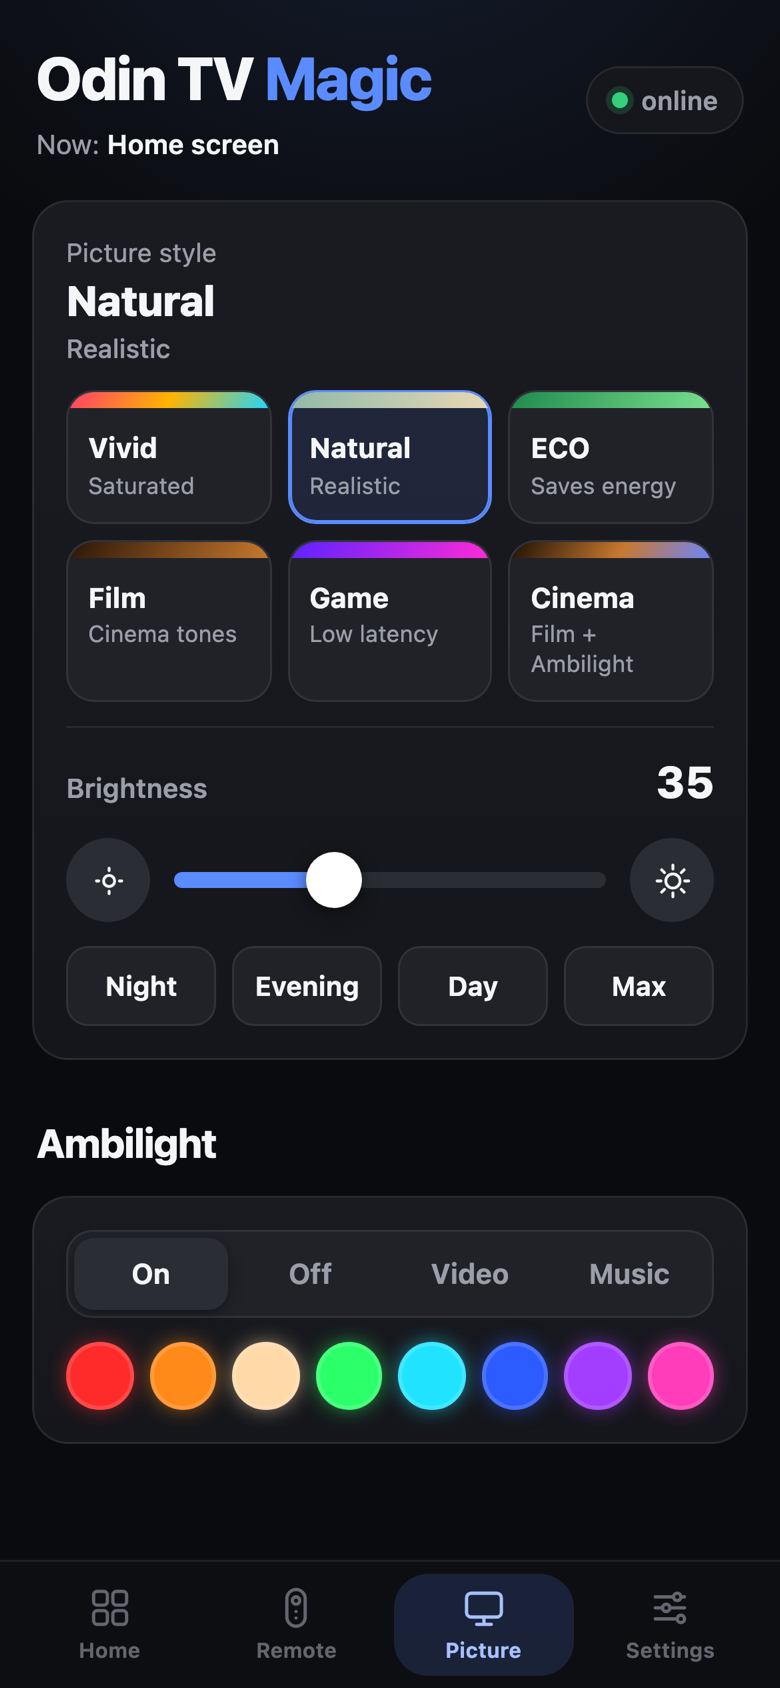 Odin TV Magic
online
Now: Home screen
Picture style
Natural
Realistic
Vivid
Saturated
Natural
Realistic
ECO
Saves energy
Film
Cinema tones
Game
Low latency
Cinema
Film +
Ambilight
Brightness
35
Night
Evening
Day
Max
Ambilight
On
Off
Video
Music
Home
Remote
Picture
Settings